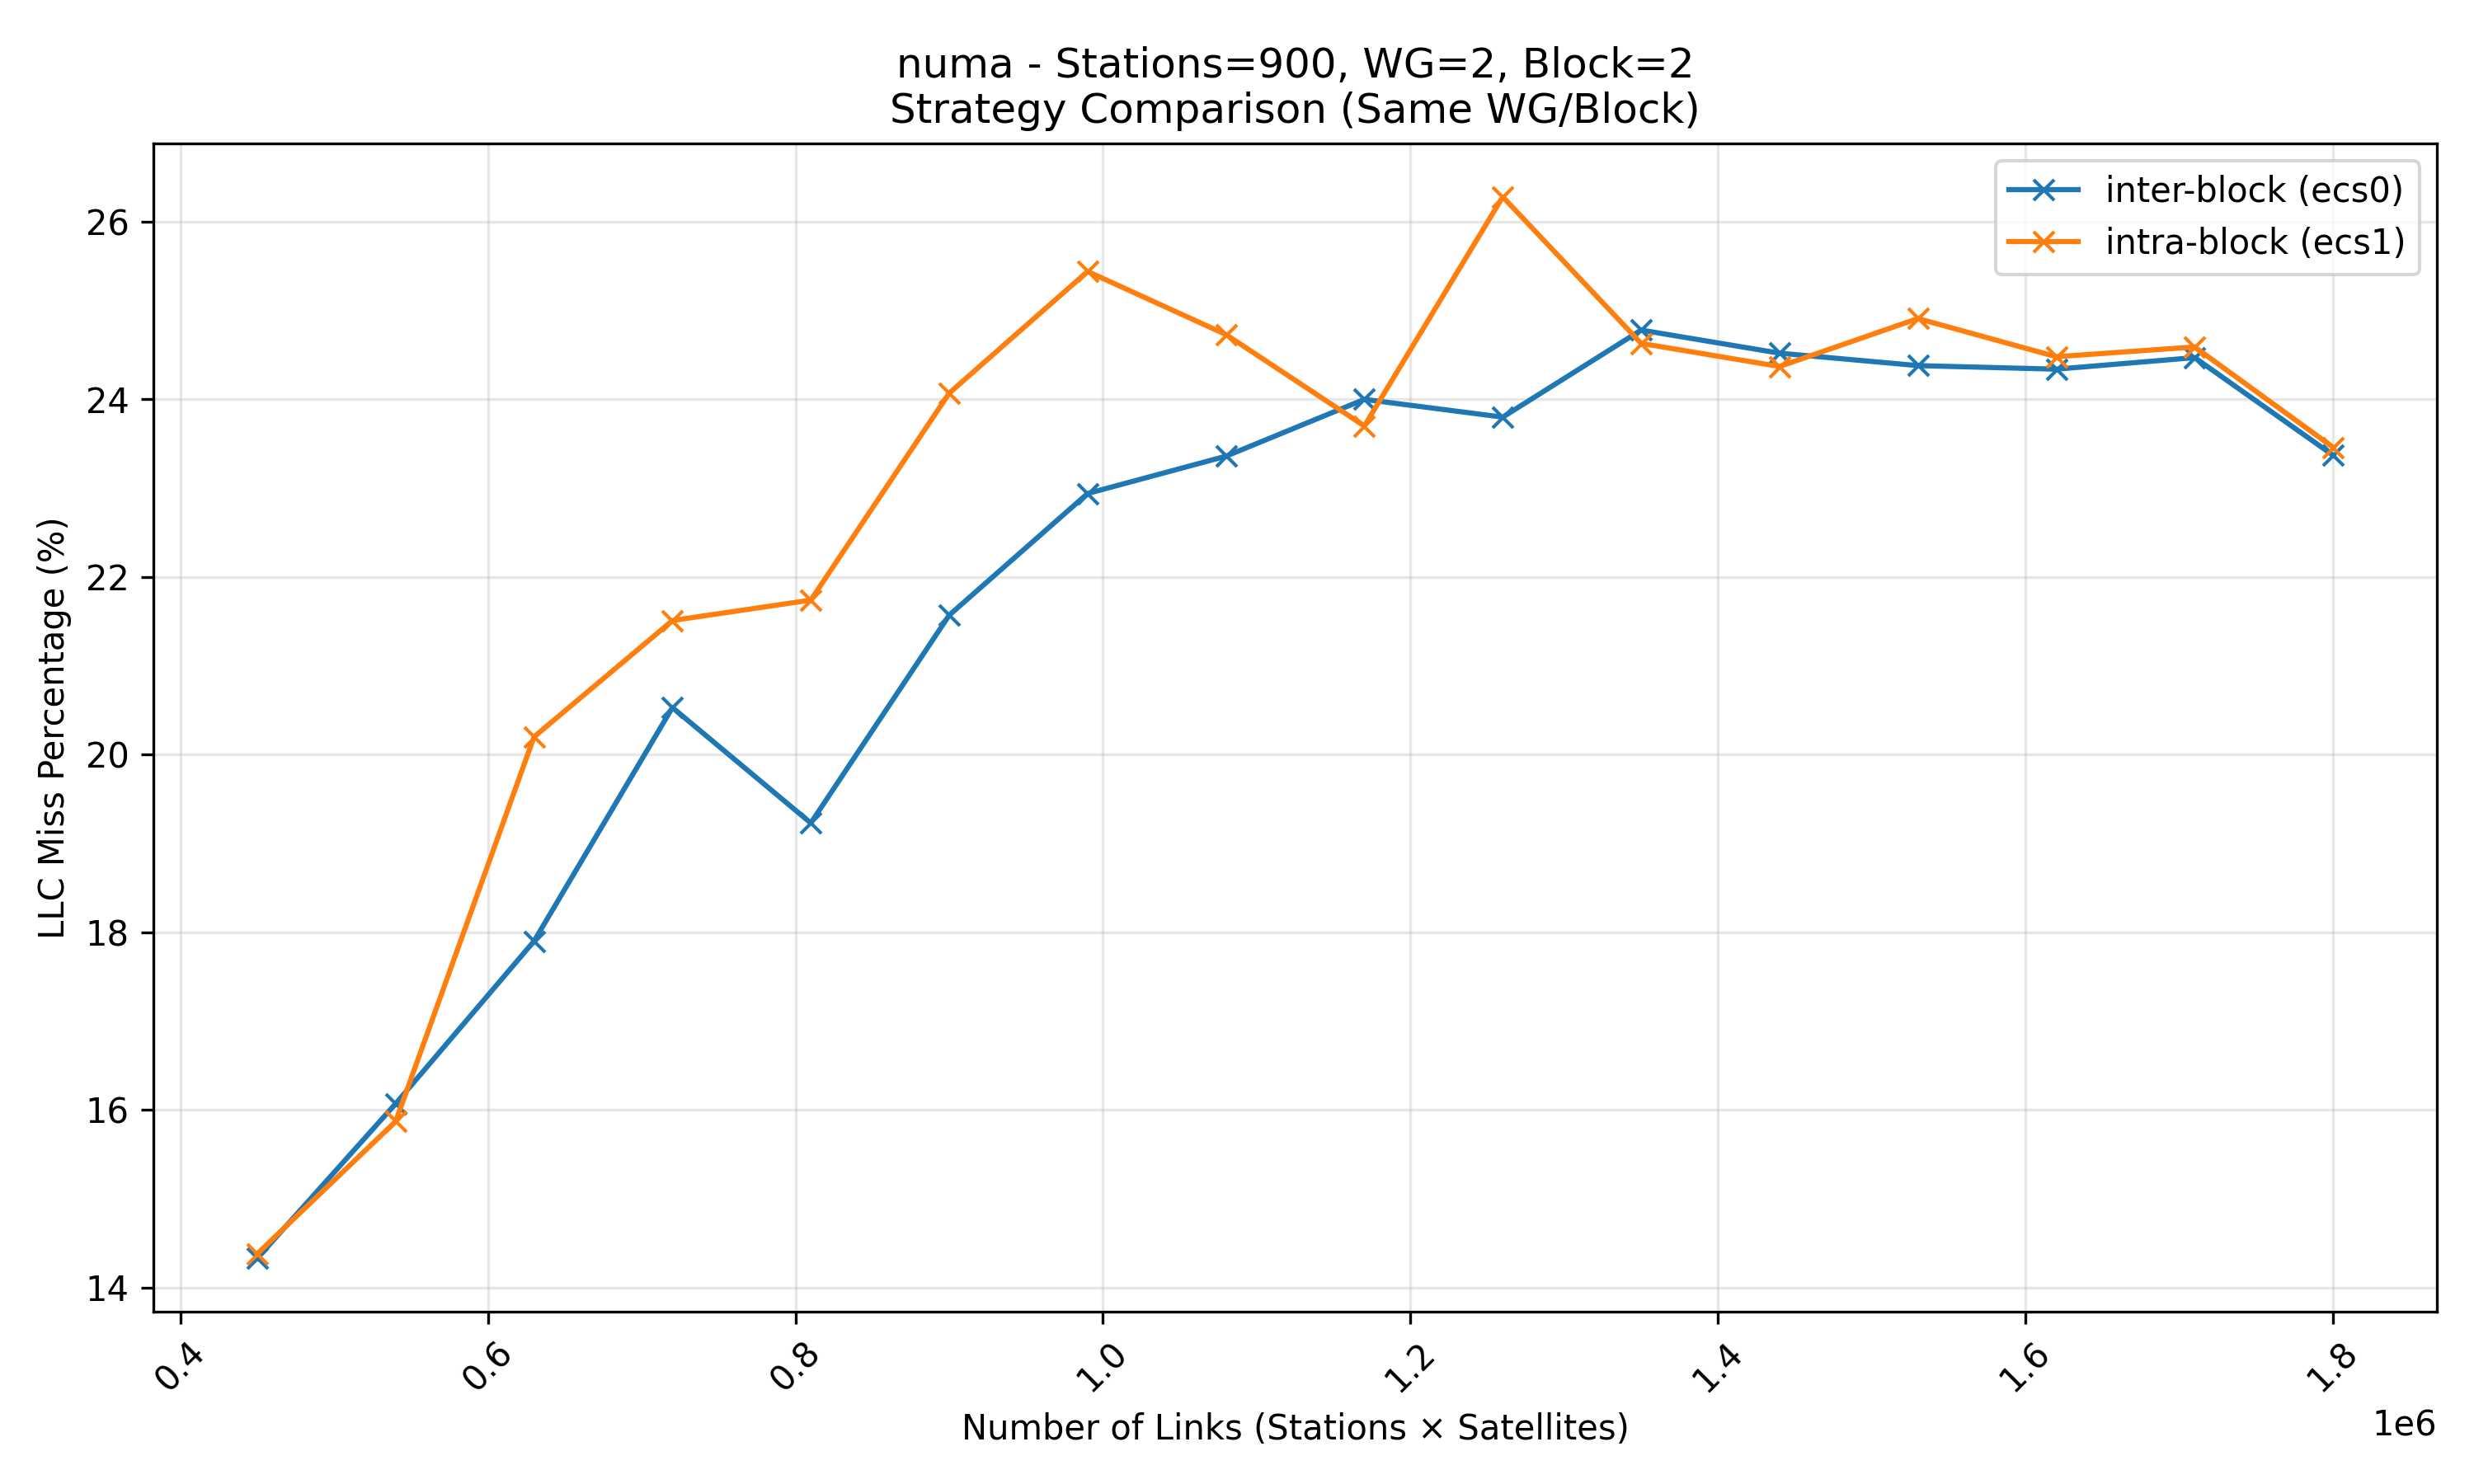 numa - Stations=900, WG=2, Block=2
Strategy Comparison (Same WG/Block)
inter-block (ecs0)
intra-block (ecs1)
LLC Miss Percentage (%)
26
24
22
20
18
16
14
0.4
0.6
0.8
1.0
1.2
1.4
1.6
1.8
1e6
Number of Links (Stations × Satellites)